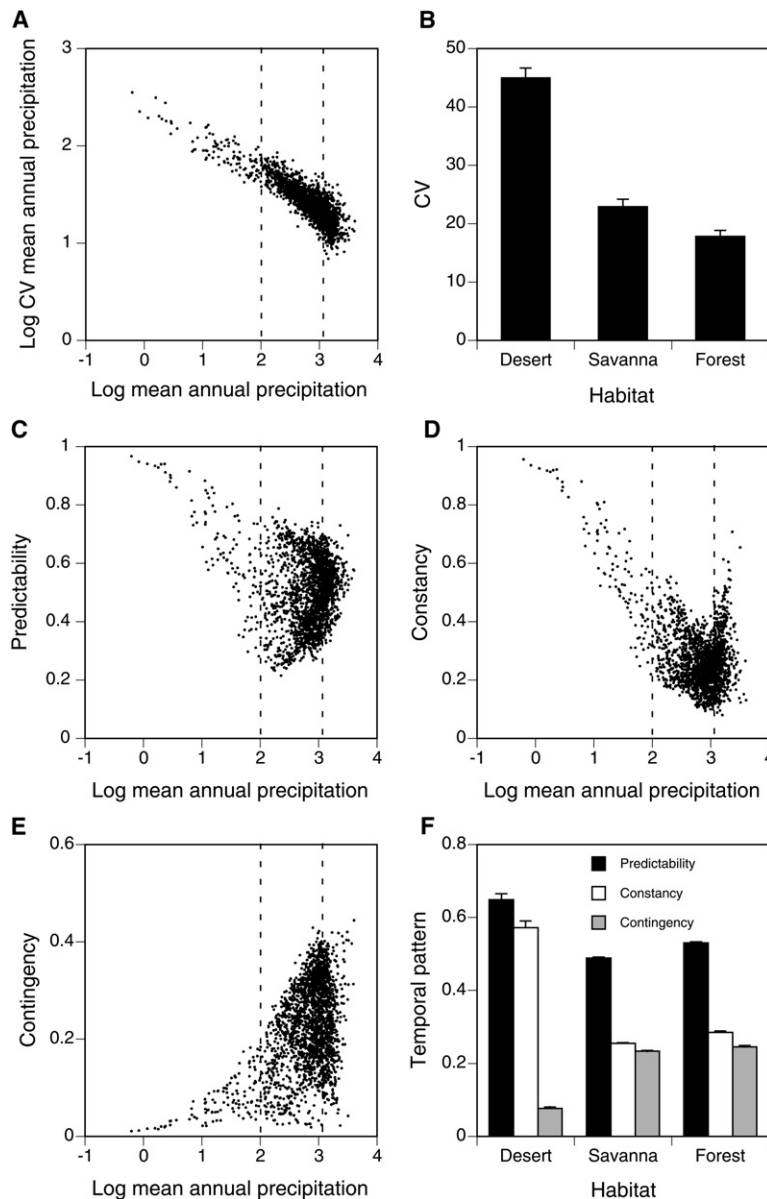 A
3
2
1
0
-1
0
1
2
3
4
Log CV mean annual precipitation
Log mean annual precipitation
B
50
40
30
20
10
0
CV
Desert
Savanna
Forest
Habitat
C
1
0.8
0.6
0.4
0.2
0
-1
0
1
2
3
4
Predictability
Log mean annual precipitation
D
1
0.8
0.6
0.4
0.2
0
-1
0
1
2
3
4
Constancy
Log mean annual precipitation
E
0.6
0.4
0.2
0
-1
0
1
2
3
4
Contingency
Log mean annual precipitation
F
0.8
0.6
0.4
0.2
0
Temporal pattern
Predictability
Constancy
Contingency
Desert
Savanna
Forest
Habitat